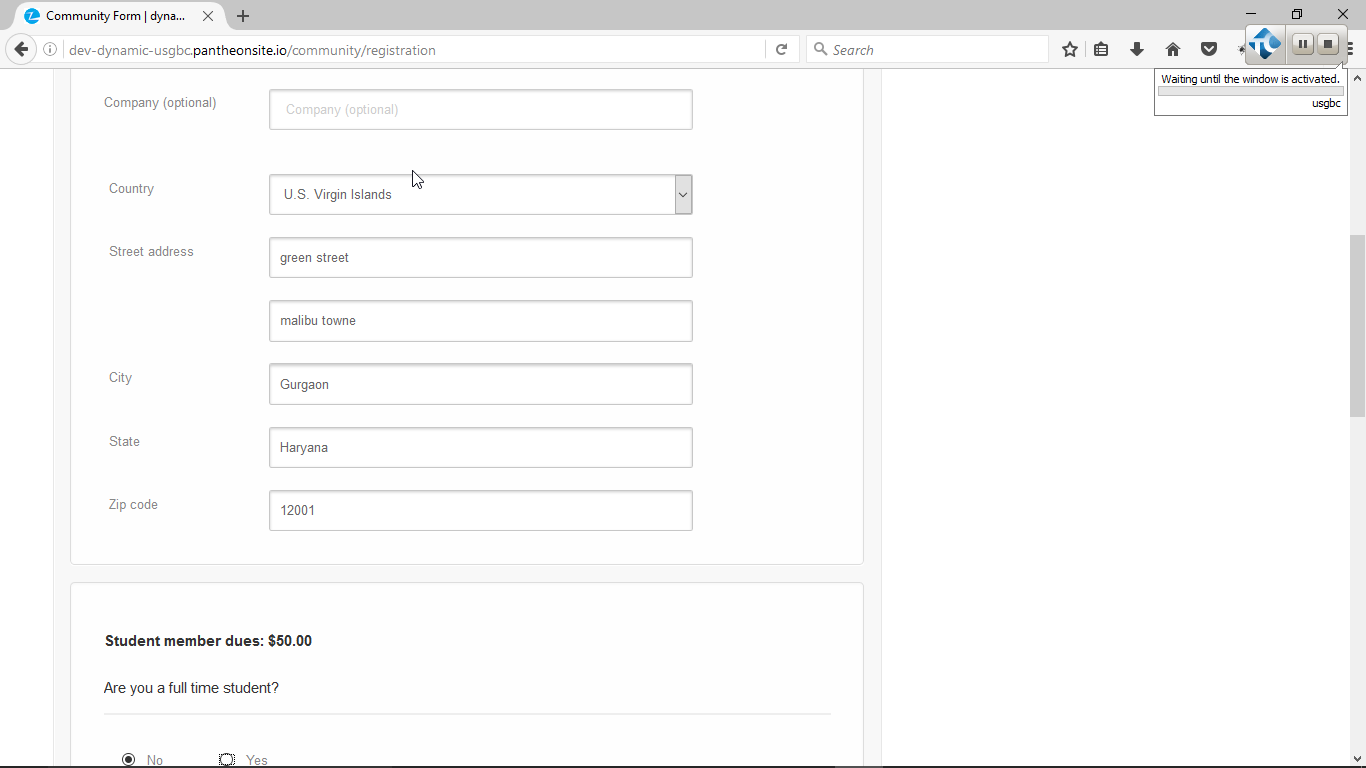 Community Form | dyna...
dev-dynamic-usgbc.pantheonsite.io/community/registration
Search
Waiting until the window is activated.
usgbc
Company (optional)
Company (optional)
Country
U.S. Virgin Islands
Street address
green street
malibu towne
City
Gurgaon
State
Haryana
Zip code
12001
Student member dues: $50.00
Are you a full time student?
No
Yes